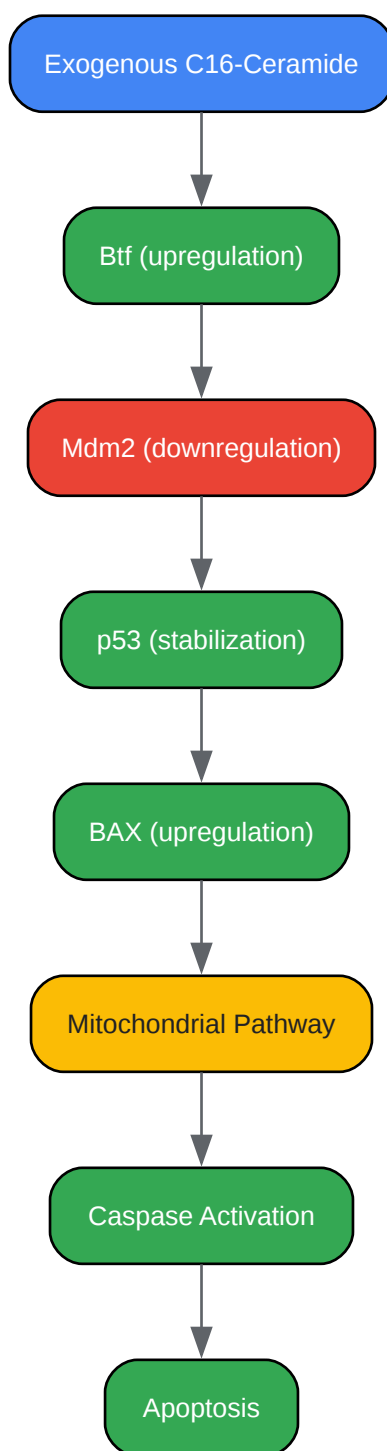 Exogenous C16-Ceramide
Btf (upregulation)
Mdm2 (downregulation)
p53 (stabilization)
BAX (upregulation)
Mitochondrial Pathway
Caspase Activation
Apoptosis